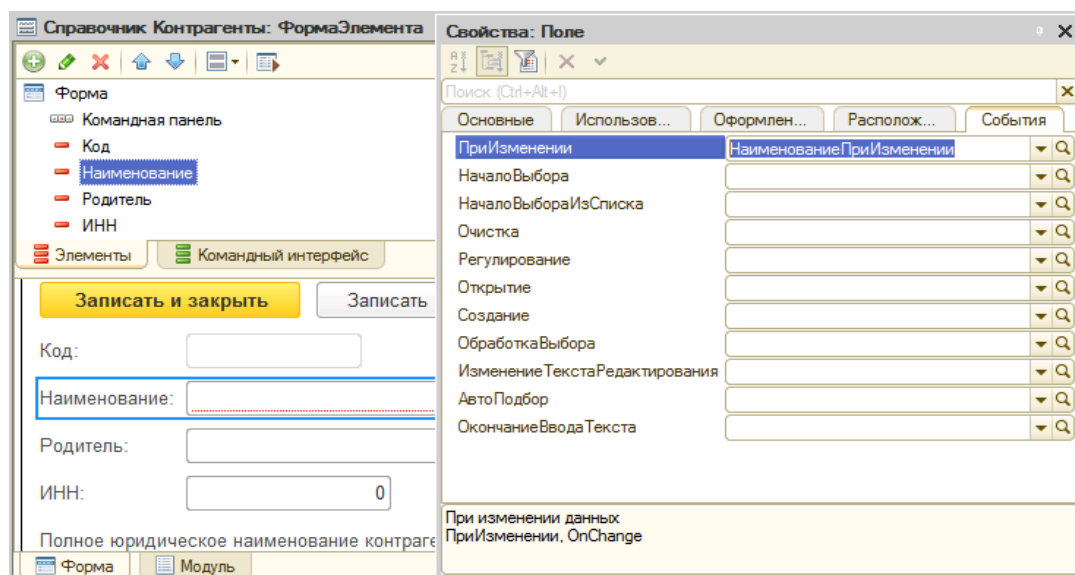 Справочник Контрагенты: ФормаЭлемента
Форма
Командная панель
Код
Наименование
Родитель
ИНН
Элементы
Командный интерфейс
Записать и закрыть
Записать
Код:
Наименование:
Родитель:
ИНН:
0
Полное юридическое наименование контраге
Форма
Модуль
Свойства: Поле
Поиск (Ctrl+Alt+I)
Основные
Использов...
Оформлен...
Располож...
События
ПриИзменении
НаименованиеПриИзменении
НачалоВыбора
НачалоВыбораИзСписка
Очистка
Регулирование
Открытие
Создание
ОбработкаВыбора
ИзменениеТекстаРедактирования
АвтоПодбор
ОкончаниеВводаТекста
При изменении данных
ПриИзменении, OnChange